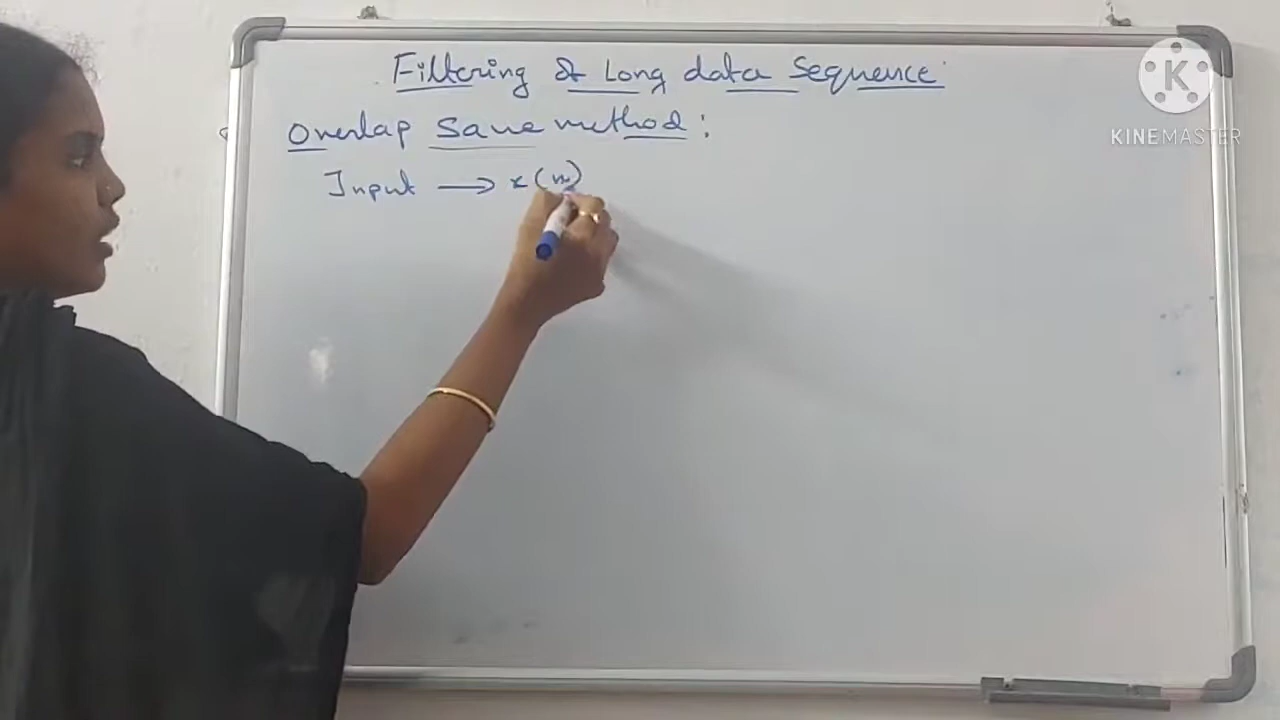 Filtering of Long data Sequence
Overlap Save method :
Input → x(n)
K
KINEMASTER